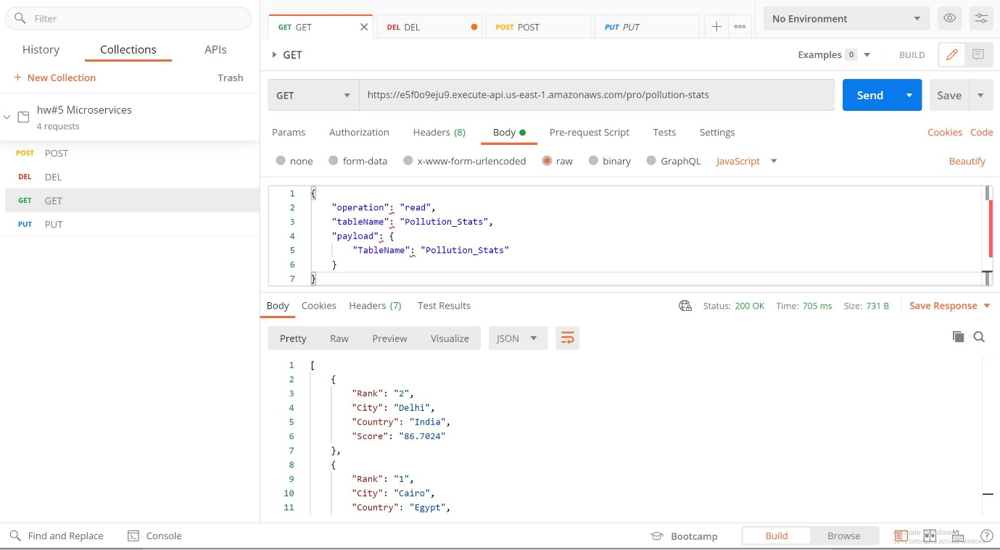 Filter
History Collections APIs
+ New Collection Trash
hw#5 Microservices
4 requests
POST POST
DEL DEL
GET GET
PUT PUT
GET GET
DEL DEL
POST POST
PUT PUT
No Environment
GET
Examples 0 BUILD
GET https://e5f0o9eju9.execute-api.us-east-1.amazonaws.com/pro/pollution-stats Send Save
Params Authorization Headers (8) Body Pre-request Script Tests Settings Cookies Code
none form-data x-www-form-urlencoded raw binary GraphQL JavaScript Beautify
1 {
2 "operation": "read",
3 "tableName": "Pollution_Stats",
4 "payload": {
5 "TableName": "Pollution_Stats"
6 }
7 }
Body Cookies Headers (7) Test Results Status: 200 OK Time: 705 ms Size: 731 B Save Response
Pretty Raw Preview Visualize JSON
1 [
2 {
3 "Rank": "2",
4 "City": "Delhi",
5 "Country": "India",
6 "Score": "86.7024"
7 },
8 {
9 "Rank": "1",
10 "City": "Cairo",
11 "Country": "Egypt",
Find and Replace Console Bootcamp Build Browse